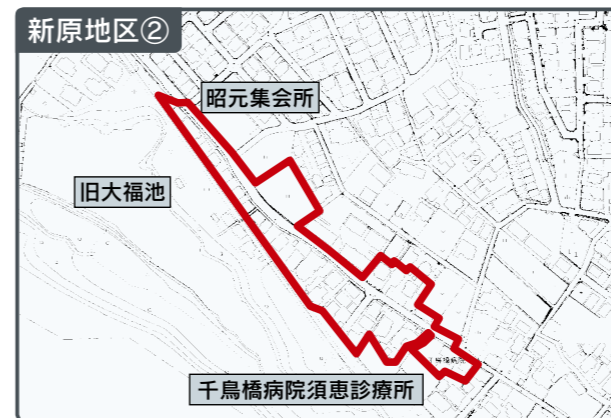 新原地区②
昭元集会所
旧大福池
千鳥橋病院須恵診療所